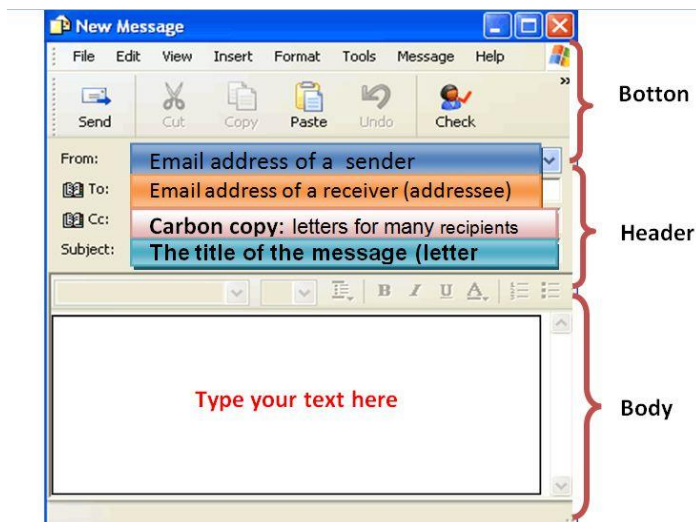 New Message
File Edit View Insert Format Tools Message Help
Send Cut Copy Paste Undo Check
Botton
From: Email address of a sender
To: Email address of a receiver (addressee)
Cc: Carbon copy: letters for many recipients
Subject: The title of the message (letter
Header
B I U A
Type your text here
Body